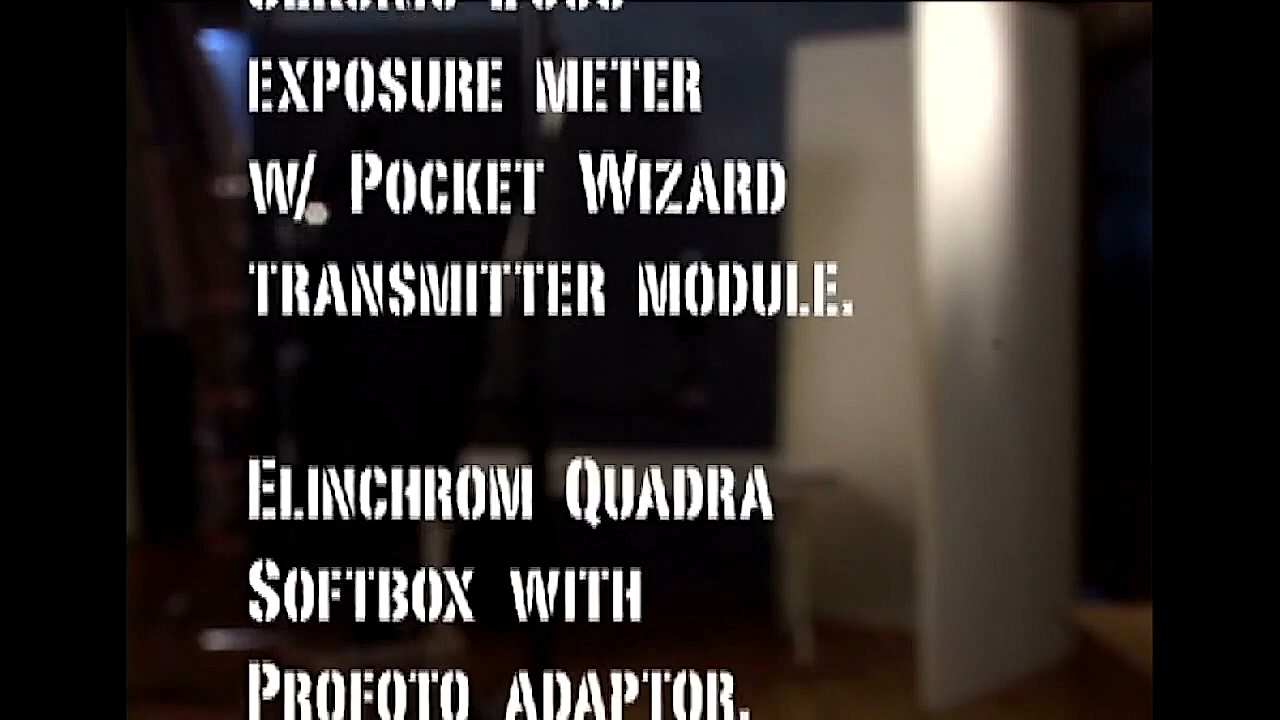 EXPOSURE METER
W/ POCKET WIZARD
TRANSMITTER MODULE.
ELINCHROM QUADRA
SOFTBOX WITH
PROFOTO ADAPTOR.